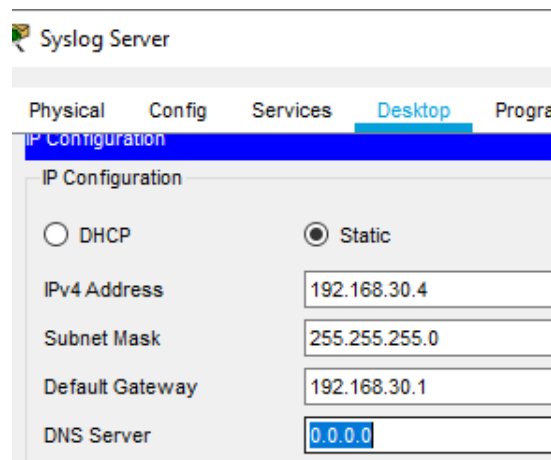 Syslog Server
Physical Config Services Desktop Progra
IP Configuration
IP Configuration
DHCP Static
IPv4 Address 192.168.30.4
Subnet Mask 255.255.255.0
Default Gateway 192.168.30.1
DNS Server 0.0.0.0